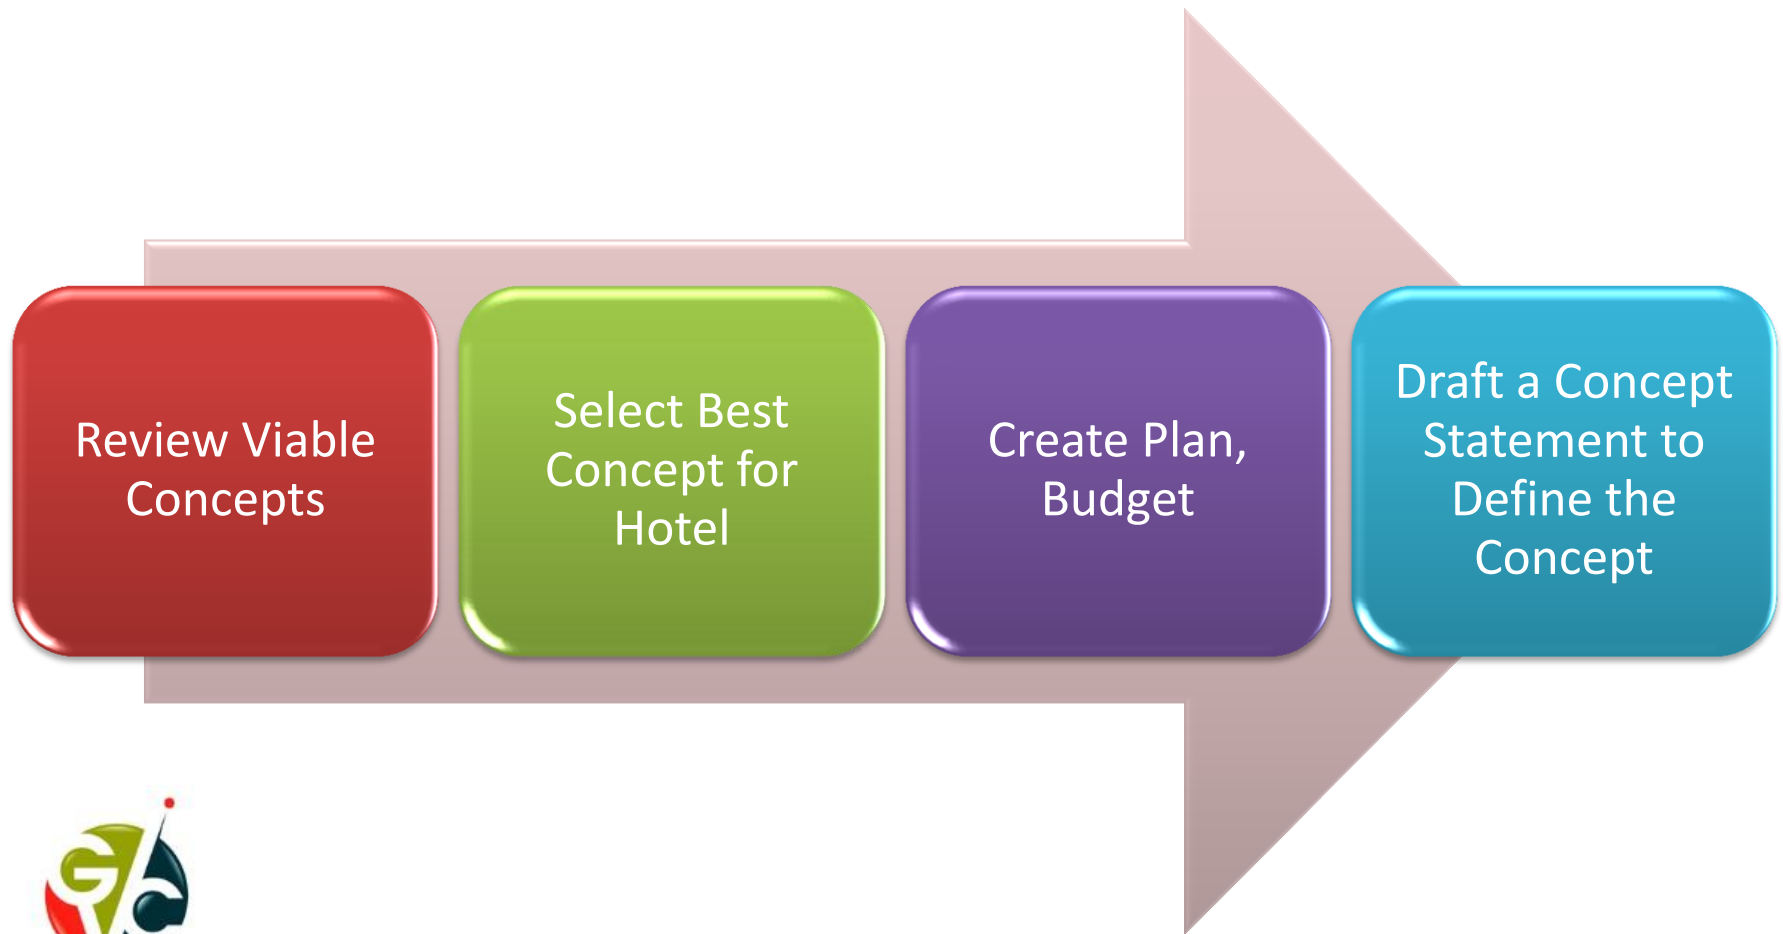 Review Viable
Concepts
Select Best
Concept for
Hotel
Create Plan,
Budget
Draft a Concept
Statement to
Define the
Concept